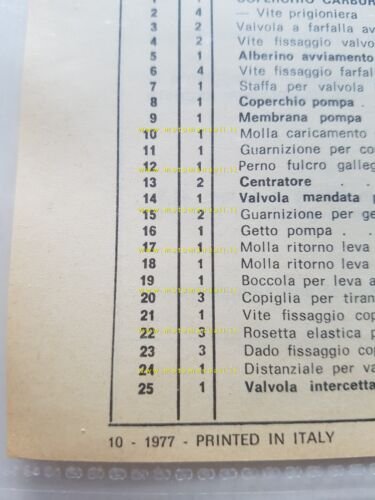 1 1 COPERCHIO CARBUR
2 4 — Vite prigioniera
3 2 Valvola a farfalla av
4 2 Vite fissaggio valvo
5 1 Alberino avviamento
6 4 Vite fissaggio farfal
7 1 Staffa per valvola
8 1 Coperchio pompa .
9 1 Membrana pompa
10 1 Molla caricamento
11 1 Guarnizione per co
12 1 Perno fulcro galleg
13 2 Centratore . .
14 1 Valvola mandata p
15 2 Guarnizione per ge
16 1 Getto pompa . .
17 1 Molla ritorno leva
18 1 Molla ritorno leva
19 1 Boccola per leva a
20 3 Copiglia per tiran
21 1 Vite fissaggio cop
22 1 Rosetta elastica p
23 3 Dado fissaggio cop
24 1 Distanziale per va
25 1 Valvola intercetta
10 - 1977 - PRINTED IN ITALY